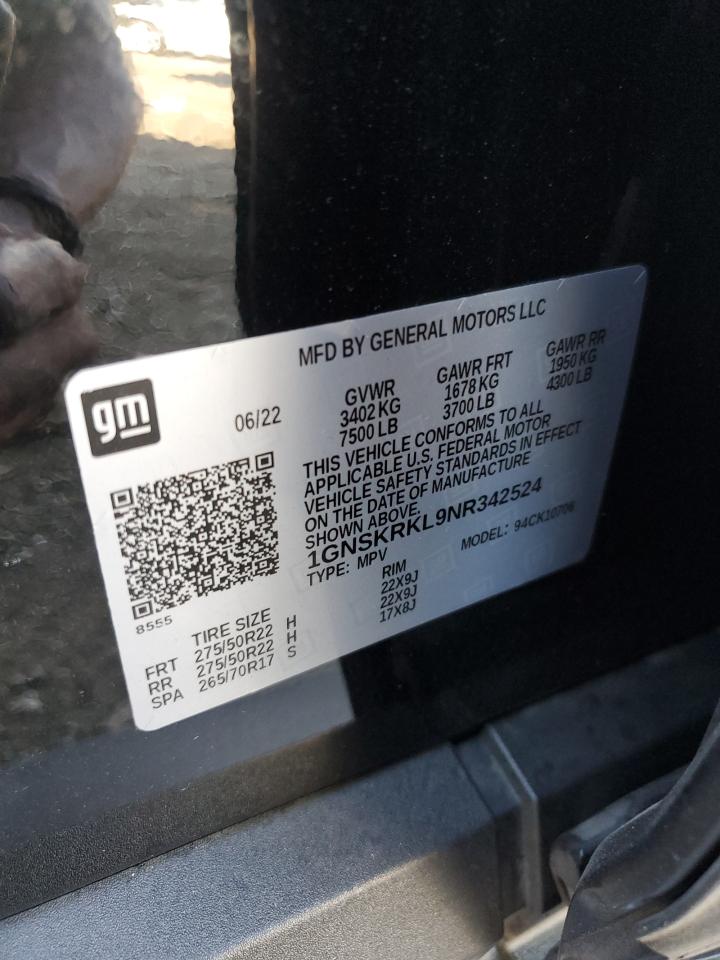 MFD BY GENERAL MOTORS LLC
gm
06/22
GVWR
3402 KG
7500 LB
GAWR FRT
1678 KG
3700 LB
GAWR RR
1950 KG
4300 LB
THIS VEHICLE CONFORMS TO ALL
APPLICABLE U.S. FEDERAL MOTOR
VEHICLE SAFETY STANDARDS IN EFFECT
ON THE DATE OF MANUFACTURE
SHOWN ABOVE.
1GNSKRKL9NR342524
TYPE: MPV
MODEL: 94CK10706
8555
TIRE SIZE RIM
FRT 275/50R22 H 22X9J
RR 275/50R22 H 22X9J
SPA 265/70R17 S 17X8J